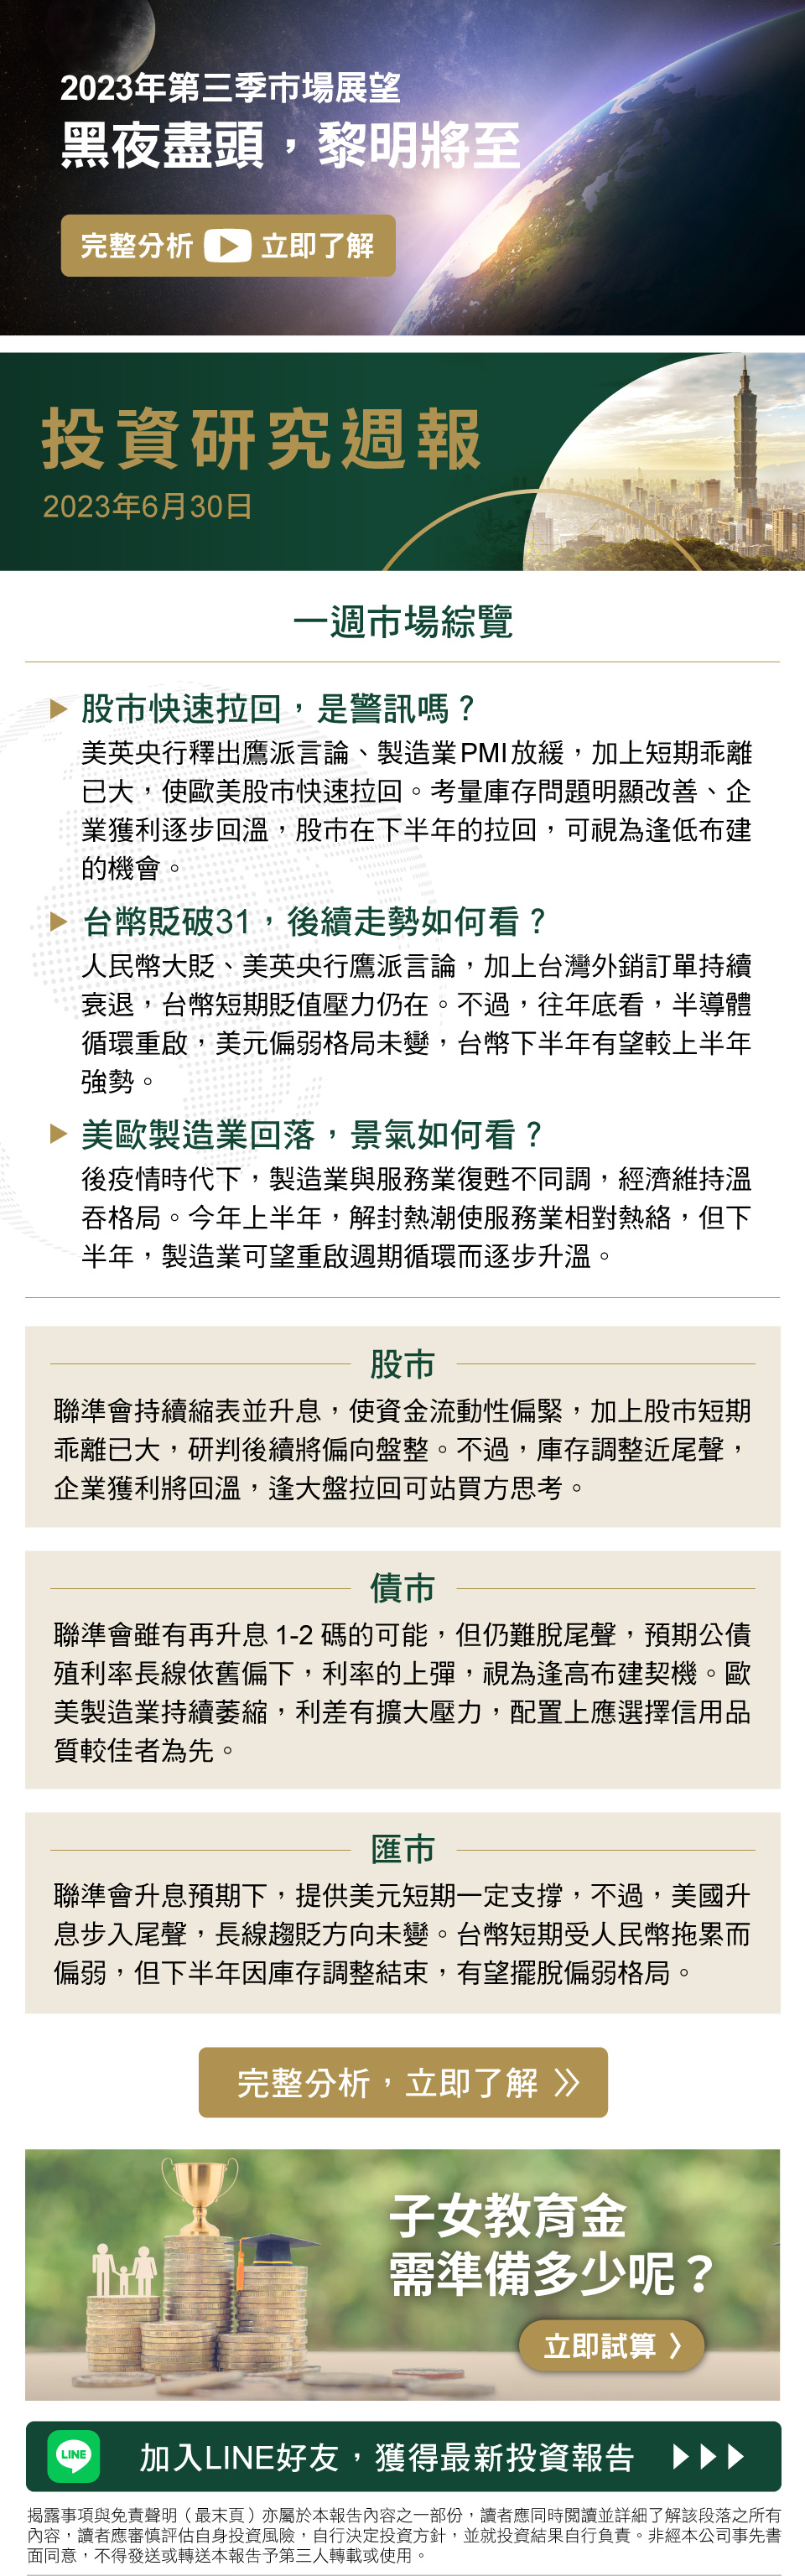 2023年第三季市場展望
黑夜盡頭，黎明將至
完整分析 立即了解
投資研究週報
2023年6月30日
一週市場綜覽
股市快速拉回，是警訊嗎？
美英央行釋出鷹派言論、製造業PMI放緩，加上短期乖離
已大，使歐美股市快速拉回。考量庫存問題明顯改善、企
業獲利逐步回溫，股市在下半年的拉回，可視為逢低布建
的機會。
台幣貶破31，後續走勢如何看？
人民幣大貶、美英央行鷹派言論，加上台灣外銷訂單持續
衰退，台幣短期貶值壓力仍在。不過，往年底看，半導體
循環重啟，美元偏弱格局未變，台幣下半年有望較上半年
強勢。
美歐製造業回落，景氣如何看？
後疫情時代下，製造業與服務業復甦不同調，經濟維持溫
吞格局。今年上半年，解封熱潮使服務業相對熱絡，但下
半年，製造業可望重啟週期循環而逐步升溫。
股市
聯準會持續縮表並升息，使資金流動性偏緊，加上股市短期
乖離已大，研判後續將偏向盤整。不過，庫存調整近尾聲，
企業獲利將回溫，逢大盤拉回可站買方思考。
債市
聯準會雖有再升息 1-2 碼的可能，但仍難脫尾聲，預期公債
殖利率長線依舊偏下，利率的上彈，視為逢高布建契機。歐
美製造業持續萎縮，利差有擴大壓力，配置上應選擇信用品
質較佳者為先。
匯市
聯準會升息預期下，提供美元短期一定支撐，不過，美國升
息步入尾聲，長線趨貶方向未變。台幣短期受人民幣拖累而
偏弱，但下半年因庫存調整結束，有望擺脫偏弱格局。
完整分析，立即了解
子女教育金
需準備多少呢？
立即試算
LINE 加入LINE好友，獲得最新投資報告
揭露事項與免責聲明（最末頁）亦屬於本報告內容之一部份，讀者應同時閱讀並詳細了解該段落之所有
內容，讀者應審慎評估自身投資風險，自行決定投資方針，並就投資結果自行負責。非經本公司事先書
面同意，不得發送或轉送本報告予第三人轉載或使用。